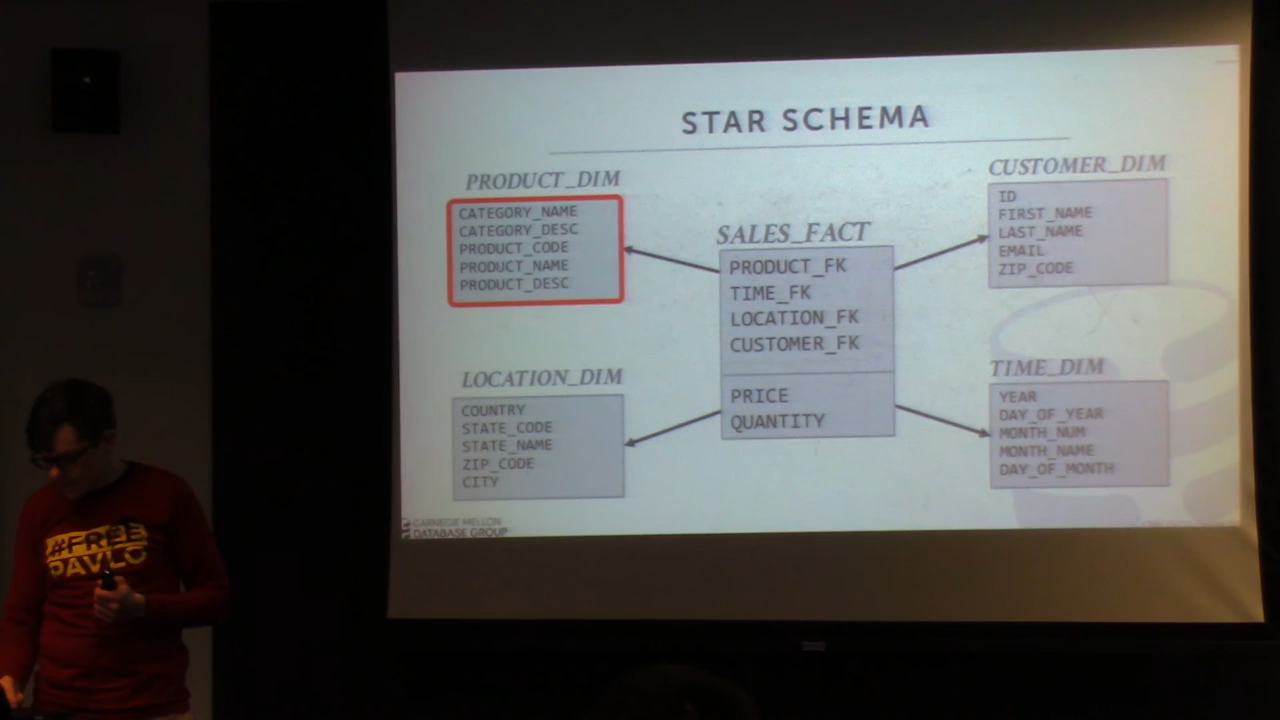 STAR SCHEMA
PRODUCT_DIM
CATEGORY_NAME
CATEGORY_DESC
PRODUCT_CODE
PRODUCT_NAME
PRODUCT_DESC
SALES_FACT
PRODUCT_FK
TIME_FK
LOCATION_FK
CUSTOMER_FK
PRICE
QUANTITY
CUSTOMER_DIM
ID
FIRST_NAME
LAST_NAME
EMAIL
ZIP_CODE
LOCATION_DIM
COUNTRY
STATE_CODE
STATE_NAME
ZIP_CODE
CITY
TIME_DIM
YEAR
DAY_OF_YEAR
MONTH_NUM
MONTH_NAME
DAY_OF_MONTH
CARNEGIE MELLON
DATABASE GROUP
#FREE
PAVLO